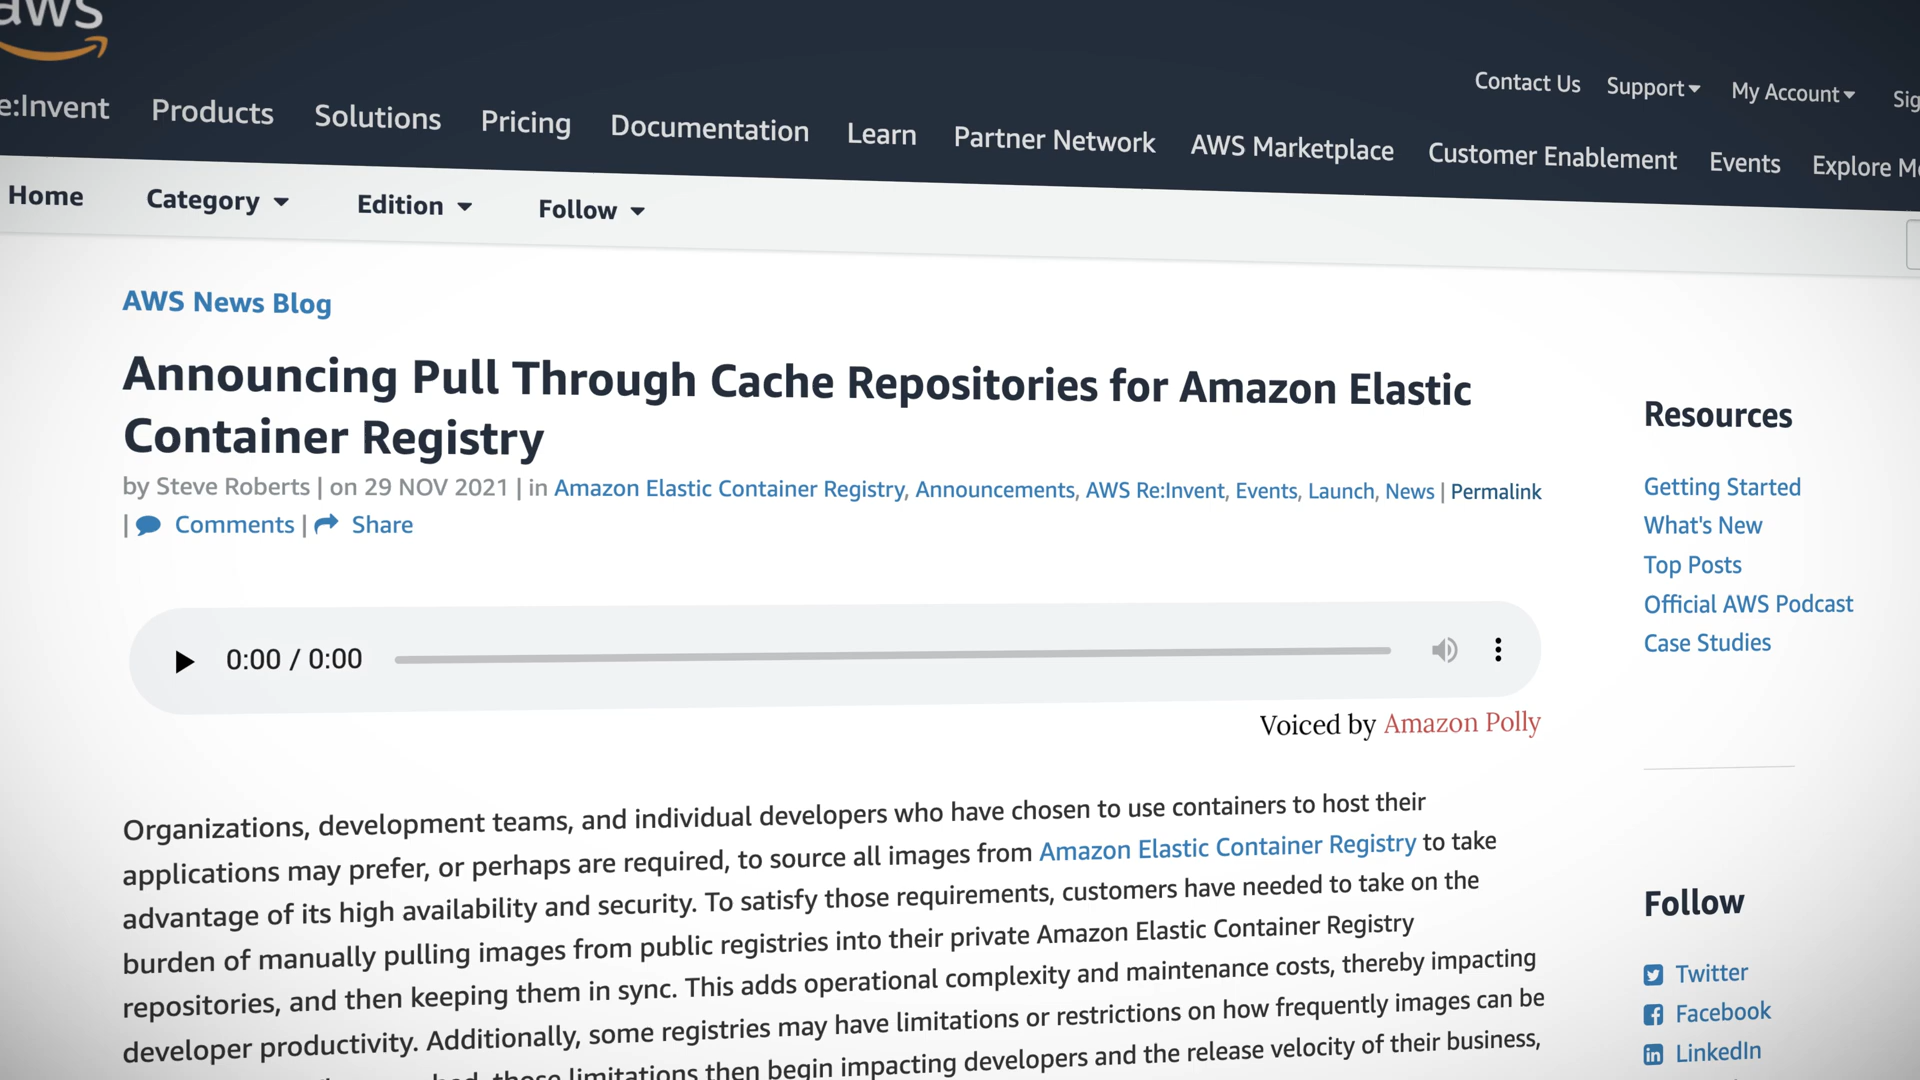 aws
Contact Us Support My Account
e:Invent Products Solutions Pricing Documentation Learn Partner Network AWS Marketplace Customer Enablement Events Explore
Home Category Edition Follow
AWS News Blog
Announcing Pull Through Cache Repositories for Amazon Elastic
Container Registry
by Steve Roberts | on 29 NOV 2021 | in Amazon Elastic Container Registry, Announcements, AWS Re:Invent, Events, Launch, News | Permalink
| Comments | Share
0:00 / 0:00
Voiced by Amazon Polly
Organizations, development teams, and individual developers who have chosen to use containers to host their
applications may prefer, or perhaps are required, to source all images from Amazon Elastic Container Registry to take
advantage of its high availability and security. To satisfy those requirements, customers have needed to take on the
burden of manually pulling images from public registries into their private Amazon Elastic Container Registry
repositories, and then keeping them in sync. This adds operational complexity and maintenance costs, thereby impacting
developer productivity. Additionally, some registries may have limitations or restrictions on how frequently images can be
those limitations then begin impacting developers and the release velocity of their business,
Resources
Getting Started
What's New
Top Posts
Official AWS Podcast
Case Studies
Follow
Twitter
Facebook
LinkedIn